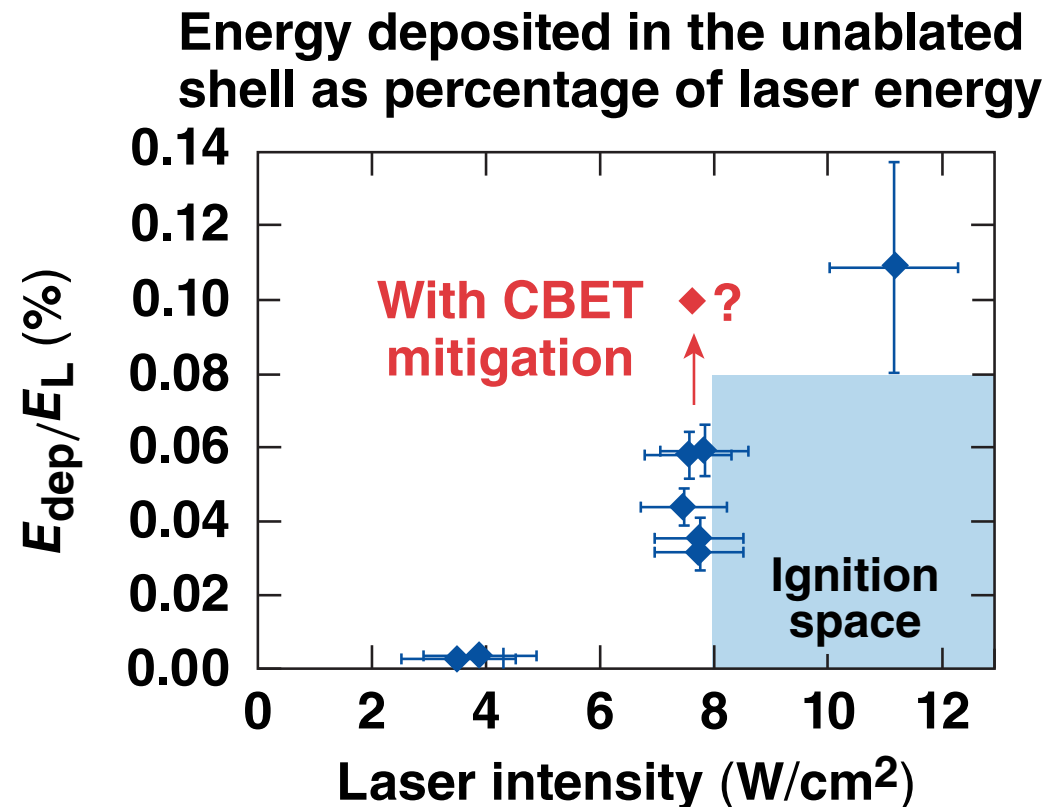 Energy deposited in the unablated
shell as percentage of laser energy
0.14
0.12
0.10
0.08
0.06
0.04
0.02
0.00
E_dep/E_L (%)
With CBET
mitigation
?
Ignition
space
0 2 4 6 8 10 12
Laser intensity (W/cm²)